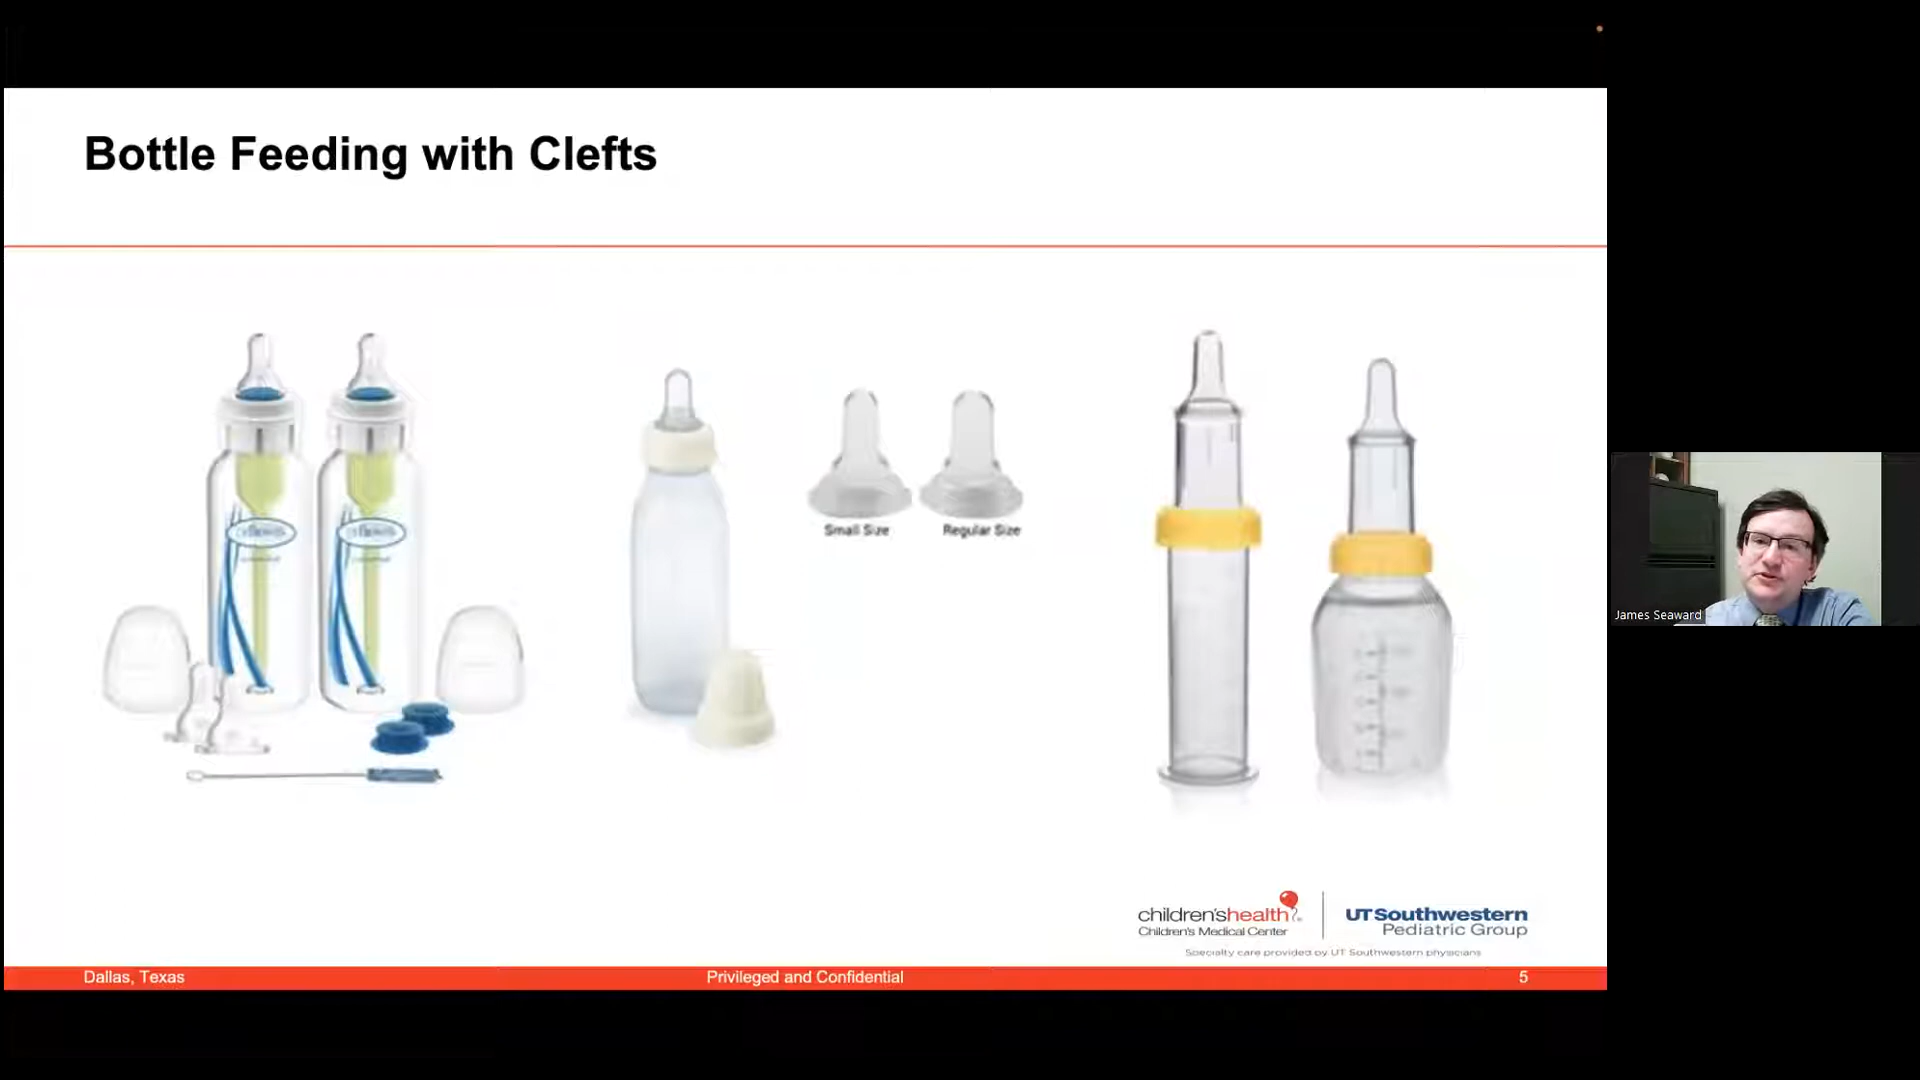 Bottle Feeding with Clefts
Small Size
Regular Size
James Seaward
children'shealth
Children's Medical Center
UTSouthwestern
Pediatric Group
Specialty care provided by UT Southwestern physicians
Dallas, Texas
Privileged and Confidential
5